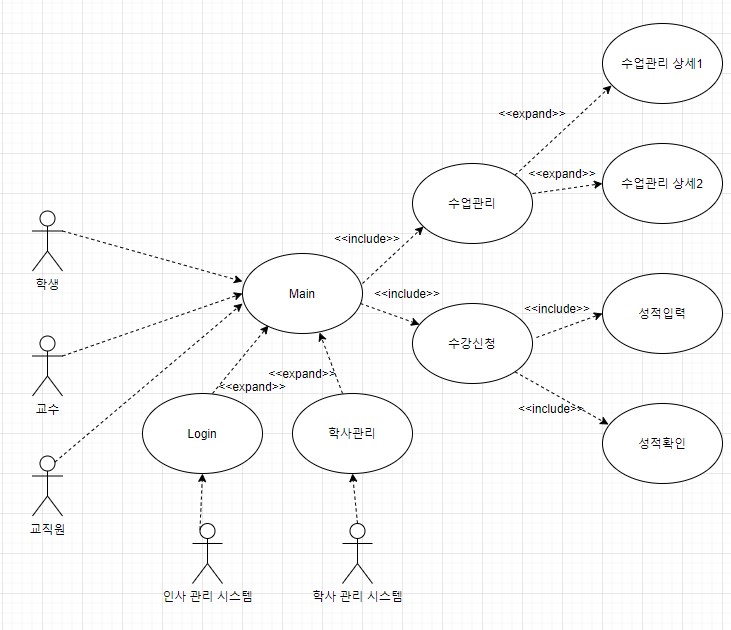 수업관리 상세1
<<expand>>
<<expand>>
수업관리 상세2
수업관리
<<include>>
학생
Main
<<include>>
<<include>>
성적입력
수강신청
<<expand>>
<<expand>>
교수
<<include>>
Login
학사관리
성적확인
교직원
인사 관리 시스템
학사 관리 시스템